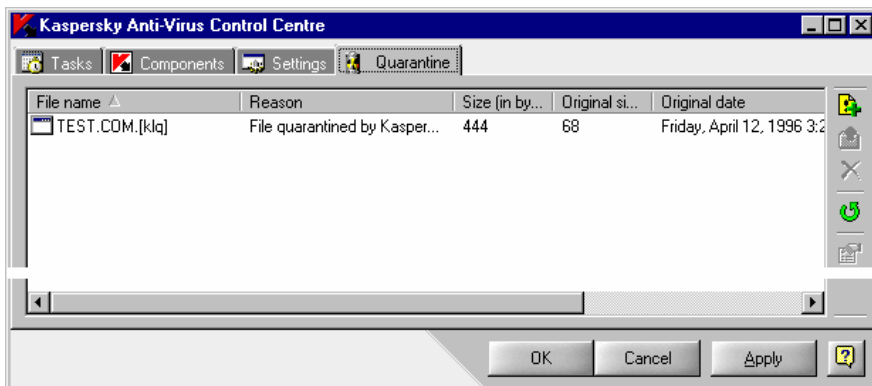 Kaspersky Anti-Virus Control Centre
Tasks Components Settings Quarantine
File name Reason Size (in by... Original si... Original date
TEST.COM.[klq] File quarantined by Kasper... 444 68 Friday, April 12, 1996 3:2
OK Cancel Apply